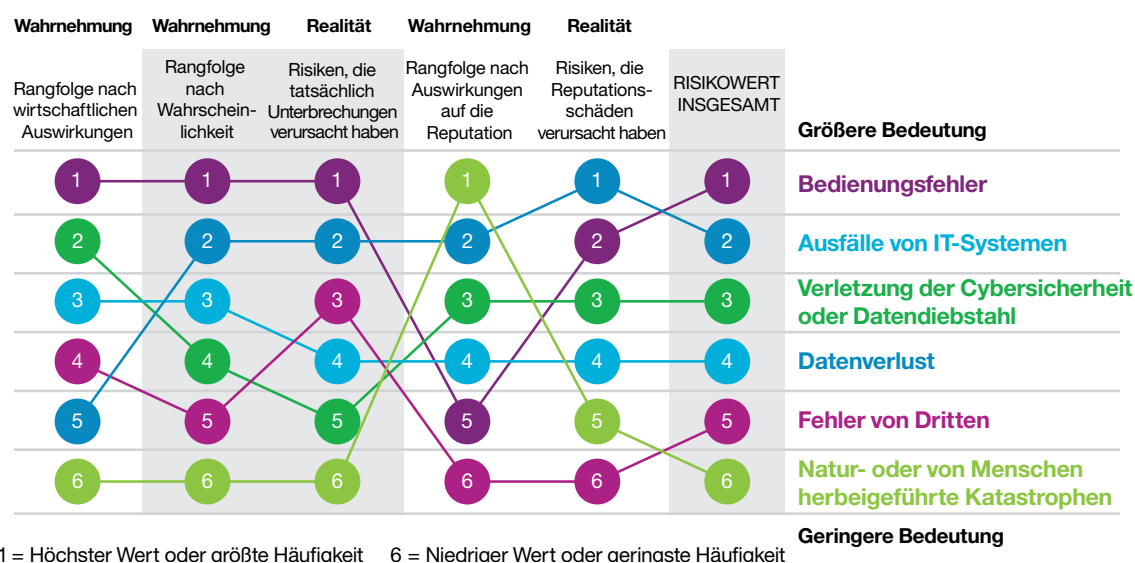 Wahrnehmung Wahrnehmung Realität Wahrnehmung Realität
Rangfolge nach
wirtschaftlichen
Auswirkungen
Rangfolge
nach
Wahrschein-
lichkeit
Risiken, die
tatsächlich
Unterbrechungen
verursacht haben
Rangfolge nach
Auswirkungen
auf die
Reputation
Risiken, die
Reputations-
schäden
verursacht haben
RISIKOWERT
INSGESAMT
Größere Bedeutung
1 1 1 1 1 1 Bedienungsfehler
2 2 2 2 2 2 Ausfälle von IT-Systemen
3 3 3 3 3 3 Verletzung der Cybersicherheit
oder Datendiebstahl
4 4 4 4 4 4 Datenverlust
5 5 5 5 5 5 Fehler von Dritten
6 6 6 6 6 6 Natur- oder von Menschen
herbeigeführte Katastrophen
Geringere Bedeutung
1 = Höchster Wert oder größte Häufigkeit 6 = Niedriger Wert oder geringste Häufigkeit